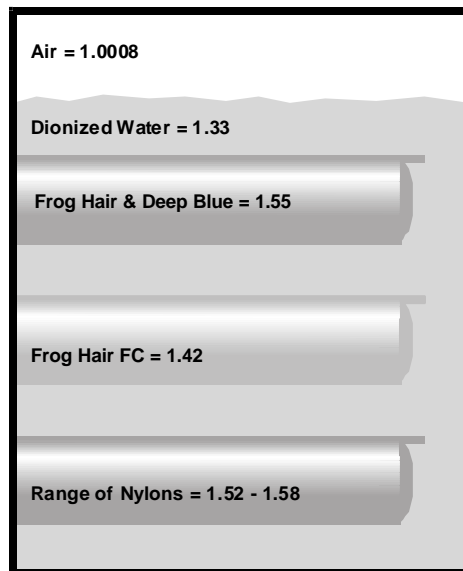 Air = 1.0008
Dionized Water = 1.33
Frog Hair & Deep Blue = 1.55
Frog Hair FC = 1.42
Range of Nylons = 1.52 - 1.58